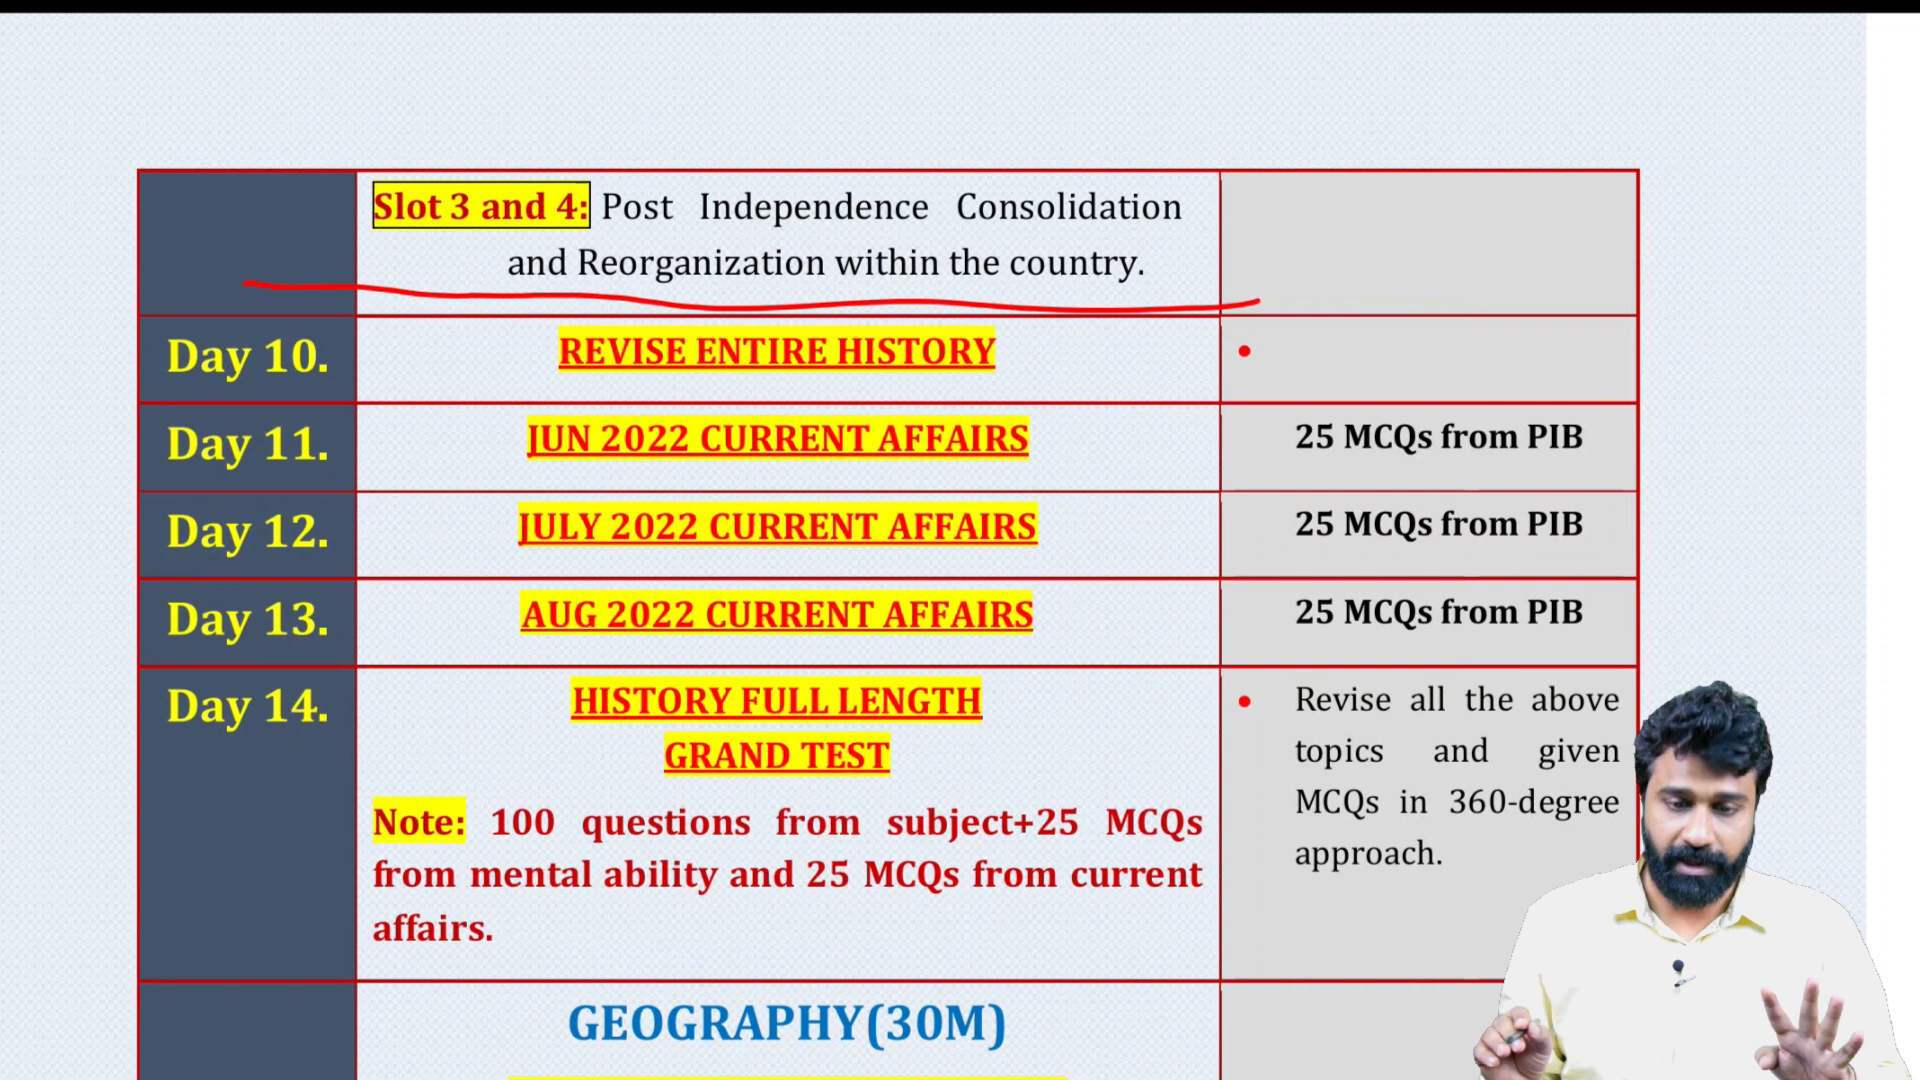 Slot 3 and 4: Post Independence Consolidation
and Reorganization within the country.
Day 10.
REVISE ENTIRE HISTORY
Day 11.
JUN 2022 CURRENT AFFAIRS
25 MCQs from PIB
Day 12.
JULY 2022 CURRENT AFFAIRS
25 MCQs from PIB
Day 13.
AUG 2022 CURRENT AFFAIRS
25 MCQs from PIB
Day 14.
HISTORY FULL LENGTH
GRAND TEST
Note: 100 questions from subject+25 MCQs
from mental ability and 25 MCQs from current
affairs.
Revise all the above
topics and given
MCQs in 360-degree
approach.
GEOGRAPHY(30M)